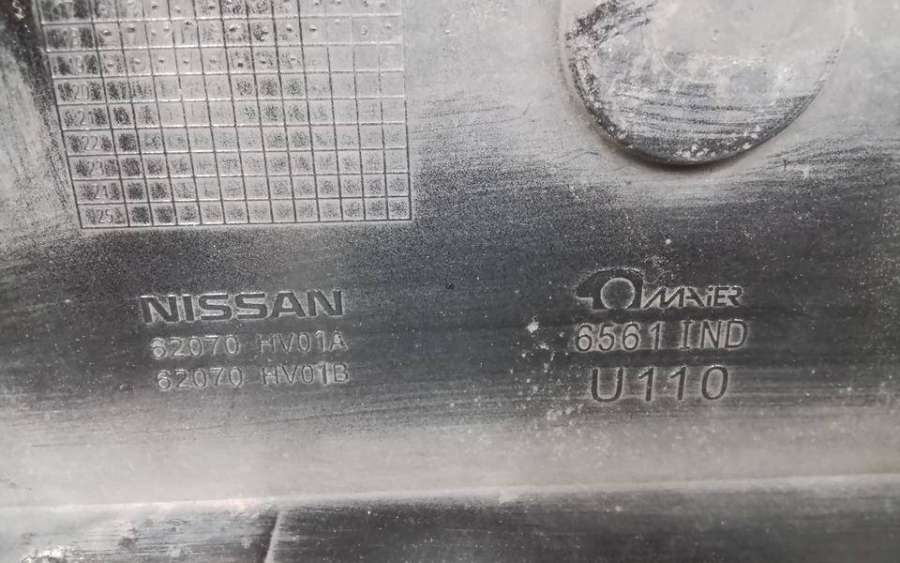 NISSAN
62070 HV01A
62070 HV01B
MAIER
6561 IND
U110